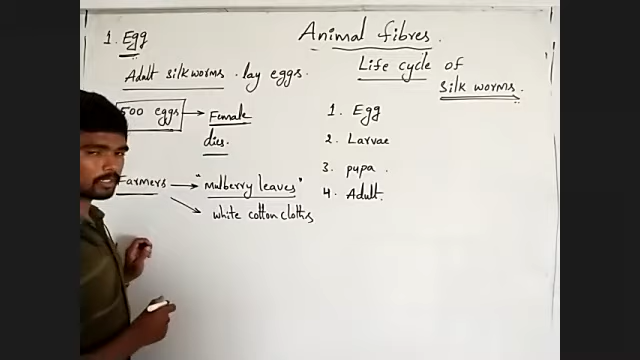 Animal fibres.
Life cycle of
silk worms.
1. Egg
Adult silkworms. lay eggs.
500 eggs → Female
dies.
Farmers → "mulberry leaves"
→ white cotton cloths
1. Egg
2. Larvae
3. pupa.
4. Adult.